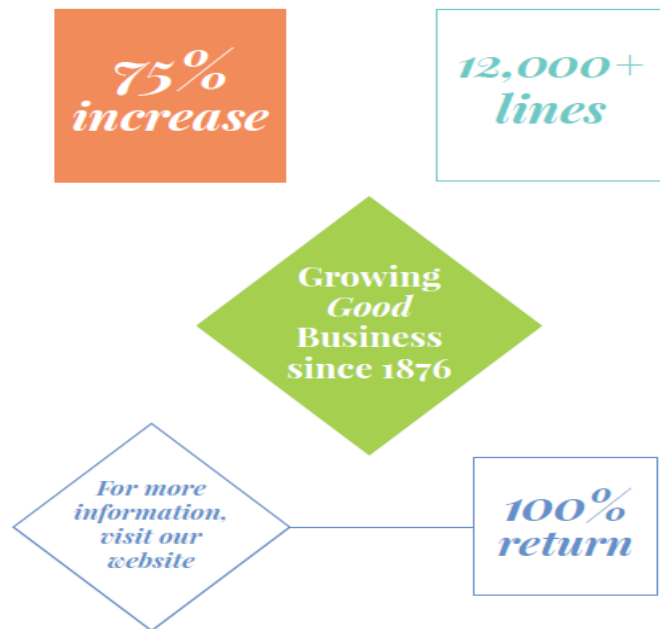 75%
increase
12,000+
lines
Growing
Good
Business
since 1876
For more
information,
visit our
website
100%
return